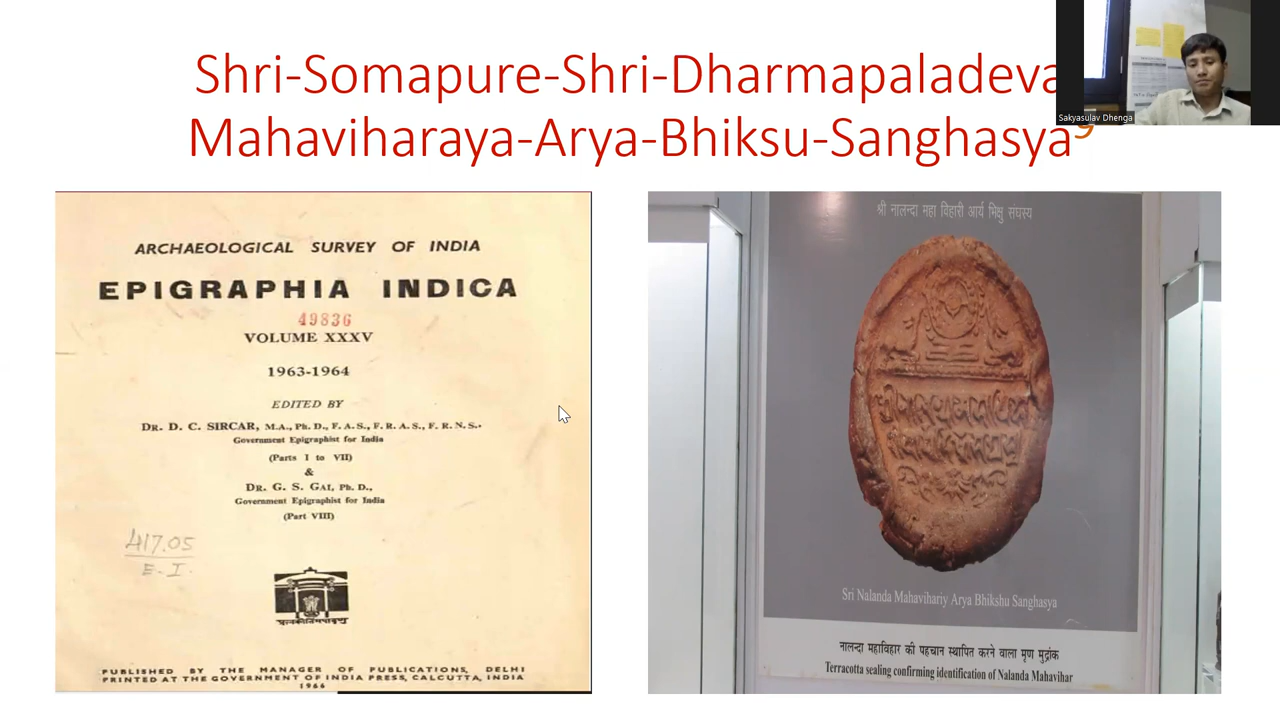 Shri-Somapure-Shri-Dharmapaladeva
Mahaviharaya-Arya-Bhiksu-Sanghasya
Sakyasulav Dhenga
ARCHAEOLOGICAL SURVEY OF INDIA
EPIGRAPHIA INDICA
49836
VOLUME XXXV
1963-1964
EDITED BY
DR. D. C. SIRCAR, M.A., Ph. D., F. A. S., F. R. A. S., F. R. N. S.
Government Epigraphist for India
(Parts I to VII)
&
DR. G. S. GAI, Ph. D.,
Government Epigraphist for India
(Part VIII)
417.05
E. I.
PUBLISHED BY THE MANAGER OF PUBLICATIONS, DELHI
PRINTED AT THE GOVERNMENT OF INDIA PRESS, CALCUTTA, INDIA
1966
श्री नालन्दा महा विहारी आर्य भिक्षु संघस्य
Sri Nalanda Mahavihariy Arya Bhikshu Sanghasya
नालन्दा महाविहार की पहचान स्थापित करने वाला मृण मुद्रांक
Terracotta sealing confirming identification of Nalanda Mahavihar